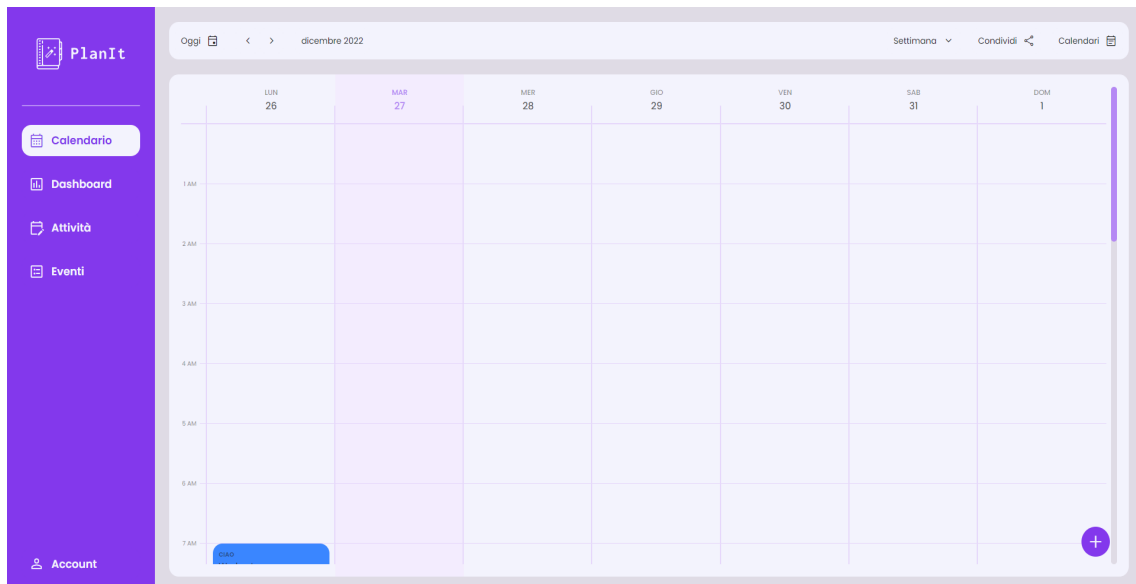 PlanIt
Calendario
Dashboard
Attività
Eventi
Account
Oggi
dicembre 2022
Settimana
Condividi
Calendari
LUN MAR MER GIO VEN SAB DOM
26 27 28 29 30 31 1
1 AM
2 AM
3 AM
4 AM
5 AM
6 AM
7 AM
CIAO